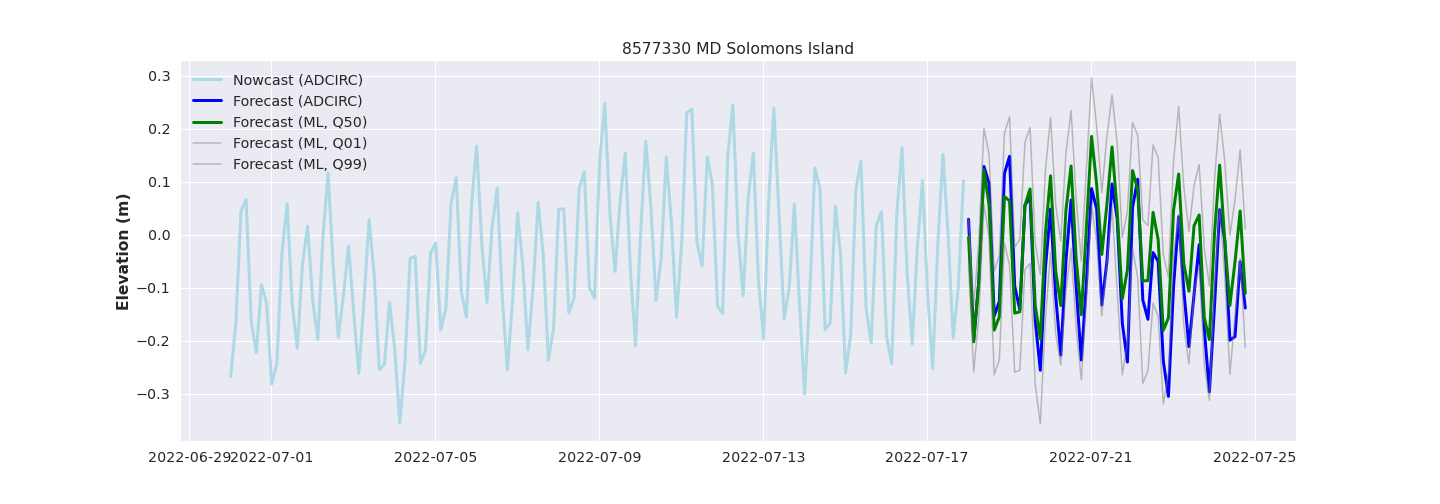 8577330 MD Solomons Island
Nowcast (ADCIRC)
Forecast (ADCIRC)
Forecast (ML, Q50)
Forecast (ML, Q01)
Forecast (ML, Q99)
Elevation (m)
0.3
0.2
0.1
0.0
−0.1
−0.2
−0.3
2022-06-29 2022-07-01 2022-07-05 2022-07-09 2022-07-13 2022-07-17 2022-07-21 2022-07-25